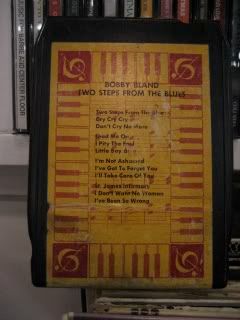 BOBBY BLAND
TWO STEPS FROM THE BLUES
Two Steps From The Blues
Cry Cry Cry
Don't Cry No More
Lead Me On
I Pity The Fool
Little Boy Blue
I'm Not Ashamed
I've Got To Forget You
I'll Take Care Of You
St. James Infirmary
I Don't Want No Woman
I've Been So Wrong